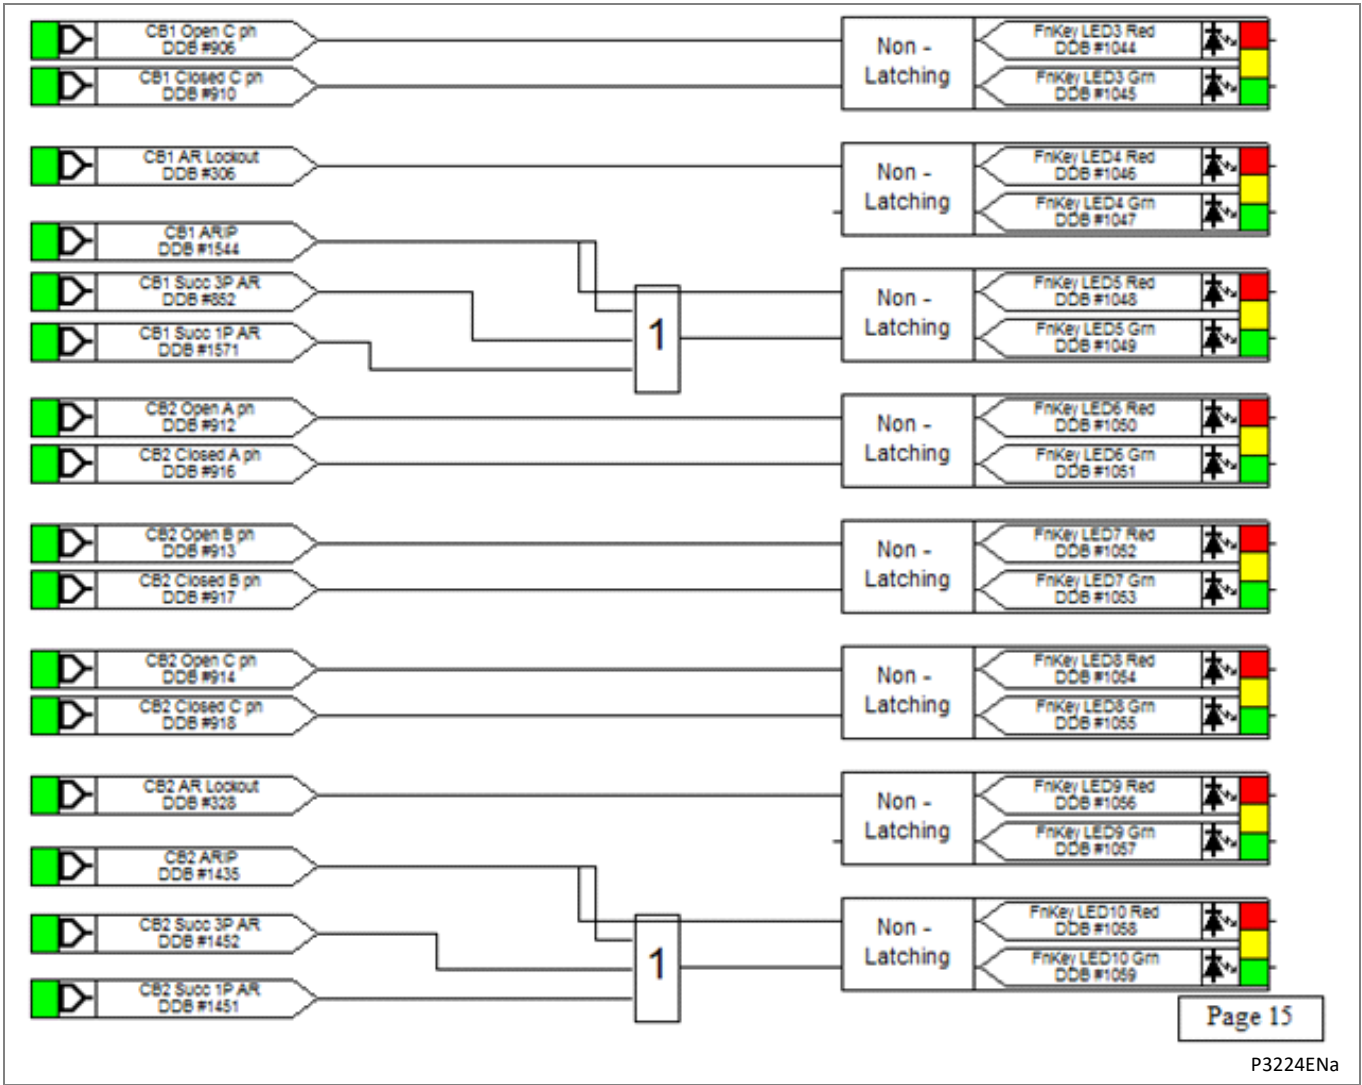 CB1 Open C ph
DDB #906
CB1 Closed C ph
DDB #910
Non -
Latching
FnKey LED3 Red
DDB #1044
FnKey LED3 Grn
DDB #1045
CB1 AR Lockout
DDB #306
Non -
Latching
FnKey LED4 Red
DDB #1046
FnKey LED4 Grn
DDB #1047
CB1 ARIP
DDB #1544
CB1 Succ 3P AR
DDB #852
CB1 Succ 1P AR
DDB #1571
1
Non -
Latching
FnKey LED5 Red
DDB #1048
FnKey LED5 Grn
DDB #1049
CB2 Open A ph
DDB #912
CB2 Closed A ph
DDB #916
Non -
Latching
FnKey LED6 Red
DDB #1050
FnKey LED6 Grn
DDB #1051
CB2 Open B ph
DDB #913
CB2 Closed B ph
DDB #917
Non -
Latching
FnKey LED7 Red
DDB #1052
FnKey LED7 Grn
DDB #1053
CB2 Open C ph
DDB #914
CB2 Closed C ph
DDB #918
Non -
Latching
FnKey LED8 Red
DDB #1054
FnKey LED8 Grn
DDB #1055
CB2 AR Lockout
DDB #328
Non -
Latching
FnKey LED9 Red
DDB #1056
FnKey LED9 Grn
DDB #1057
CB2 ARIP
DDB #1435
CB2 Succ 3P AR
DDB #1452
CB2 Succ 1P AR
DDB #1451
1
Non -
Latching
FnKey LED10 Red
DDB #1058
FnKey LED10 Grn
DDB #1059
Page 15
P3224ENa